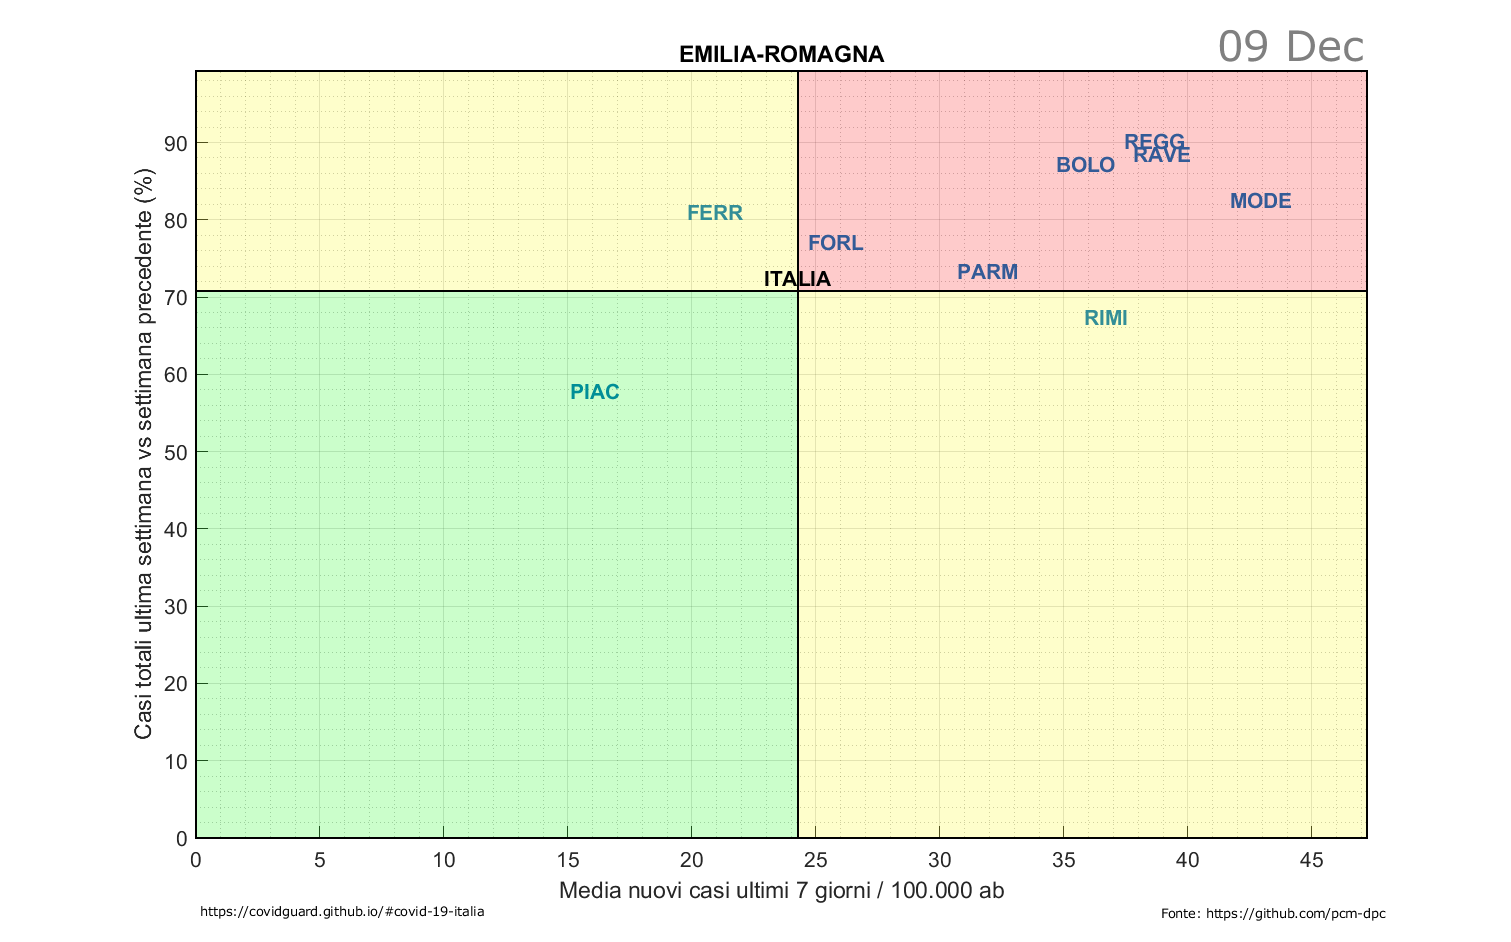 09 Dec
EMILIA-ROMAGNA
Casi totali ultima settimana vs settimana precedente (%)
90
80
70
60
50
40
30
20
10
0
REGG
RAVE
BOLO
MODE
FERR
FORL
PARM
ITALIA
RIMI
PIAC
0 5 10 15 20 25 30 35 40 45
Media nuovi casi ultimi 7 giorni / 100.000 ab
https://covidguard.github.io/#covid-19-italia
Fonte: https://github.com/pcm-dpc